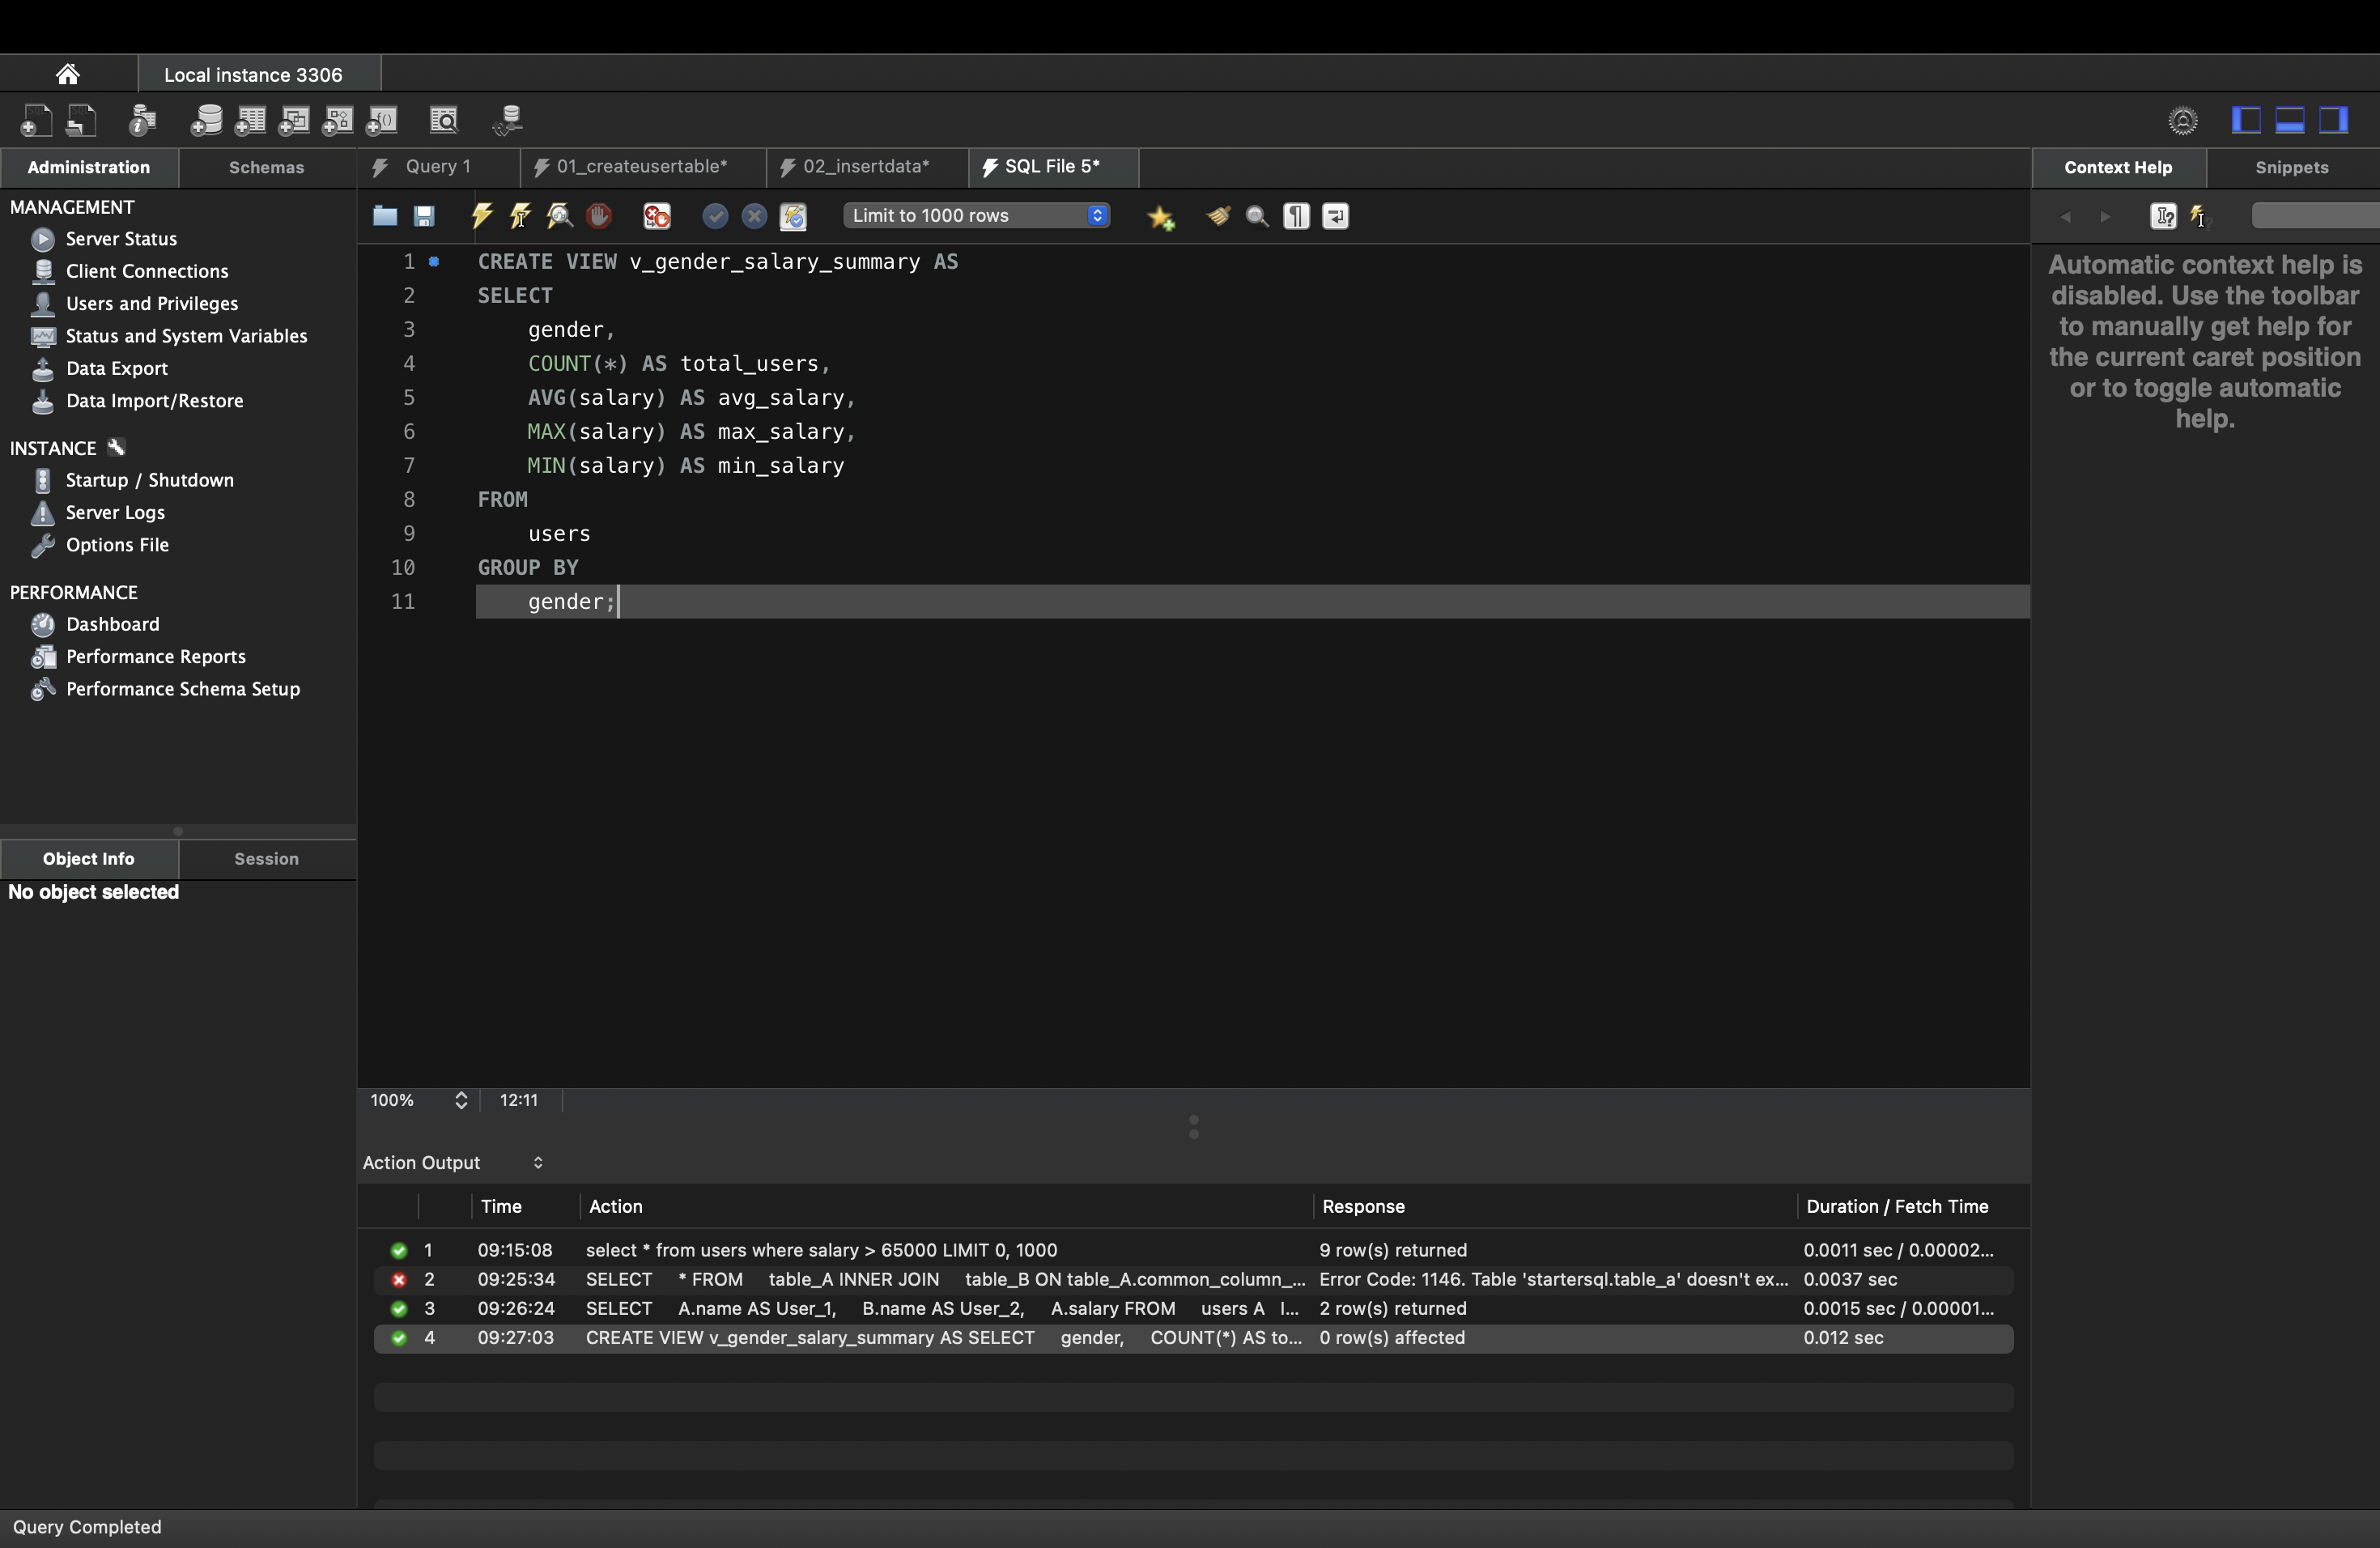 Local instance 3306
Administration
Schemas
Query 1
01_createusertable*
02_insertdata*
SQL File 5*
Context Help
Snippets
Limit to 1000 rows
MANAGEMENT
Server Status
Client Connections
Users and Privileges
Status and System Variables
Data Export
Data Import/Restore
INSTANCE
Startup / Shutdown
Server Logs
Options File
PERFORMANCE
Dashboard
Performance Reports
Performance Schema Setup
Object Info
Session
No object selected
1 CREATE VIEW v_gender_salary_summary AS
2 SELECT
3 gender,
4 COUNT(*) AS total_users,
5 AVG(salary) AS avg_salary,
6 MAX(salary) AS max_salary,
7 MIN(salary) AS min_salary
8 FROM
9 users
10 GROUP BY
11 gender;
Automatic context help is
disabled. Use the toolbar
to manually get help for
the current caret position
or to toggle automatic
help.
100%
12:11
Action Output
Time Action Response Duration / Fetch Time
1 09:15:08 select * from users where salary > 65000 LIMIT 0, 1000 9 row(s) returned 0.0011 sec / 0.00002...
2 09:25:34 SELECT * FROM table_A INNER JOIN table_B ON table_A.common_column_... Error Code: 1146. Table 'startersql.table_a' doesn't ex... 0.0037 sec
3 09:26:24 SELECT A.name AS User_1, B.name AS User_2, A.salary FROM users A I... 2 row(s) returned 0.0015 sec / 0.00001...
4 09:27:03 CREATE VIEW v_gender_salary_summary AS SELECT gender, COUNT(*) AS to... 0 row(s) affected 0.012 sec
Query Completed